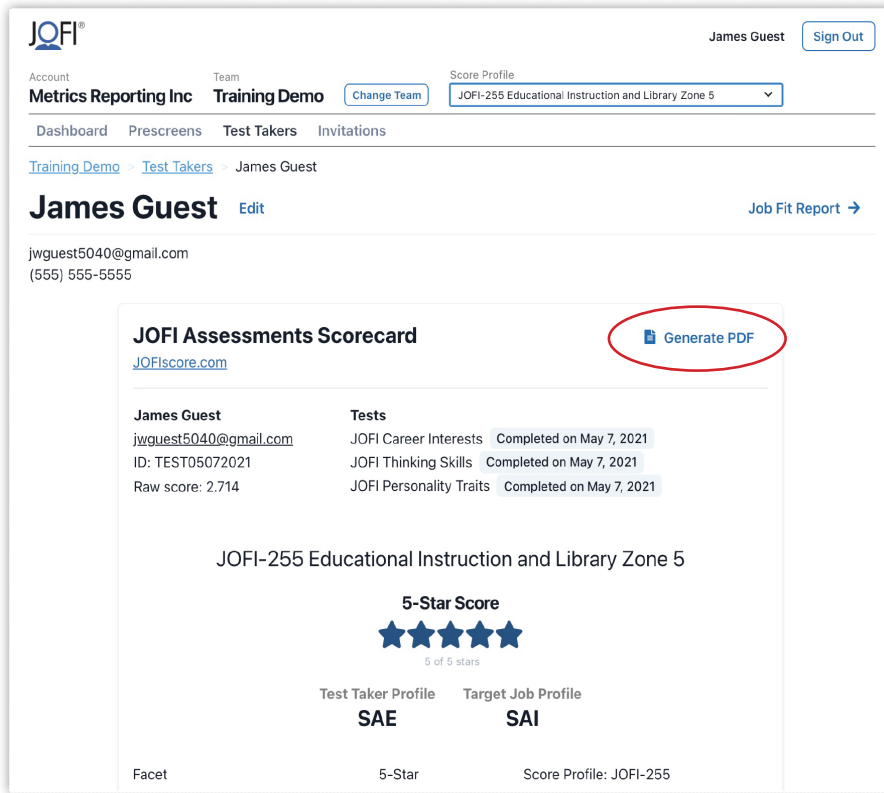 JOFI®
James Guest Sign Out
Account Team Score Profile
Metrics Reporting Inc Training Demo Change Team JOFI-255 Educational Instruction and Library Zone 5
Dashboard Prescreens Test Takers Invitations
Training Demo > Test Takers > James Guest
James Guest Edit Job Fit Report →
jwguest5040@gmail.com
(555) 555-5555
JOFI Assessments Scorecard Generate PDF
JOFIscore.com
James Guest Tests
jwguest5040@gmail.com JOFI Career Interests Completed on May 7, 2021
ID: TEST05072021 JOFI Thinking Skills Completed on May 7, 2021
Raw score: 2.714 JOFI Personality Traits Completed on May 7, 2021
JOFI-255 Educational Instruction and Library Zone 5
5-Star Score
5 of 5 stars
Test Taker Profile Target Job Profile
SAE SAI
Facet 5-Star Score Profile: JOFI-255